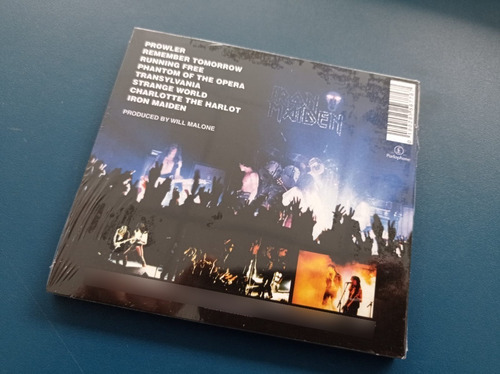 PROWLER
REMEMBER TOMORROW
RUNNING FREE
PHANTOM OF THE OPERA
TRANSYLVANIA
STRANGE WORLD
CHARLOTTE THE HARLOT
IRON MAIDEN
PRODUCED BY WILL MALONE
IRON
MAIDEN
Parlophone